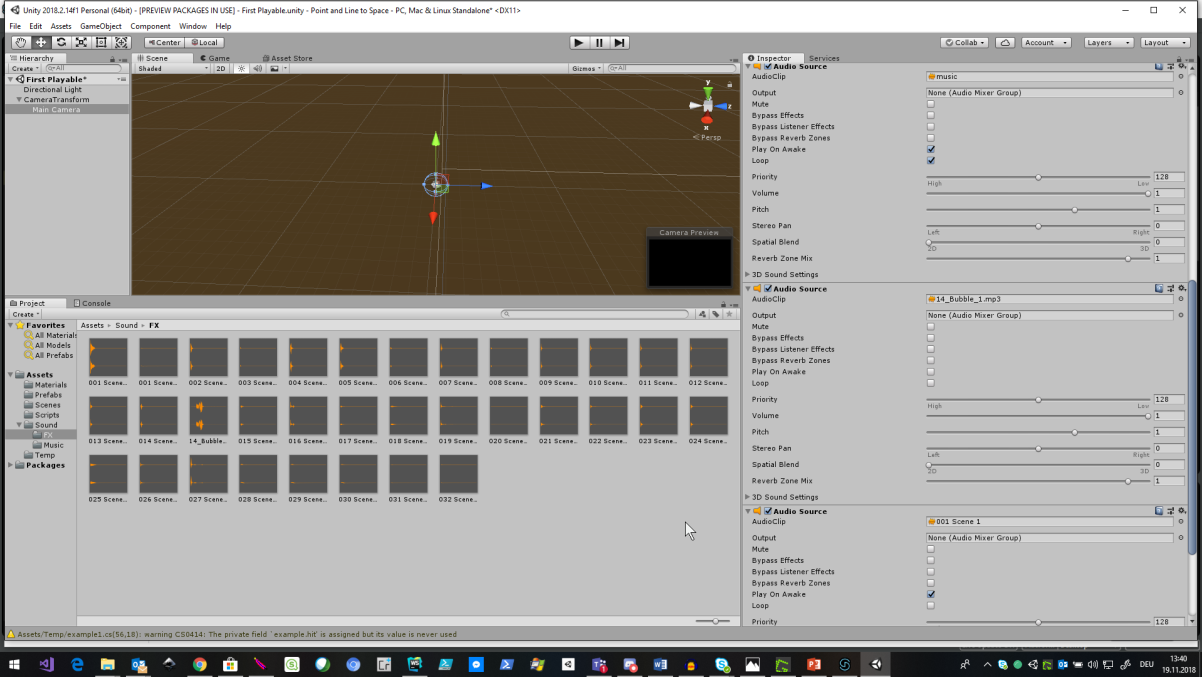 Unity 2018.2.14f1 Personal (64bit) - [PREVIEW PACKAGES IN USE] - First Playable.unity - Point and Line to Space - PC, Mac & Linux Standalone* <DX11>
File Edit Assets GameObject Component Window Help
Center Local Collab Account Layers Layout
Hierarchy
Create All
First Playable*
Directional Light
CameraTransform
Main Camera
Scene Game Asset Store
Shaded 2D Gizmos All
y
z
x
Persp
Camera Preview
Project Console
Create
Favorites
All Materials
All Models
All Prefabs
Assets
Materials
Prefabs
Scenes
Scripts
Sound
FX
Music
Temp
Packages
Assets Sound FX
001 Scene... 001 Scene... 002 Scene... 003 Scene... 004 Scene... 005 Scene... 006 Scene... 007 Scene... 008 Scene... 009 Scene... 010 Scene... 011 Scene... 012 Scene...
013 Scene... 014 Scene... 14_Bubble... 015 Scene... 016 Scene... 017 Scene... 018 Scene... 019 Scene... 020 Scene... 021 Scene... 022 Scene... 023 Scene... 024 Scene...
025 Scene... 026 Scene... 027 Scene... 028 Scene... 029 Scene... 030 Scene... 031 Scene... 032 Scene...
Inspector Services
Audio Source
AudioClip music
Output None (Audio Mixer Group)
Mute
Bypass Effects
Bypass Listener Effects
Bypass Reverb Zones
Play On Awake
Loop
Priority 128
High Low
Volume 1
Pitch 1
Stereo Pan 0
Left Right
Spatial Blend 0
2D 3D
Reverb Zone Mix 1
3D Sound Settings
Audio Source
AudioClip 14_Bubble_1.mp3
Output None (Audio Mixer Group)
Mute
Bypass Effects
Bypass Listener Effects
Bypass Reverb Zones
Play On Awake
Loop
Priority 128
High Low
Volume 1
Pitch 1
Stereo Pan 0
Left Right
Spatial Blend 0
2D 3D
Reverb Zone Mix 1
3D Sound Settings
Audio Source
AudioClip 001 Scene 1
Output None (Audio Mixer Group)
Mute
Bypass Effects
Bypass Listener Effects
Bypass Reverb Zones
Play On Awake
Loop
Priority 128
Assets/Temp/example1.cs(56,18): warning CS0414: The private field `example.hit' is assigned but its value is never used
DEU
13:40
19.11.2018